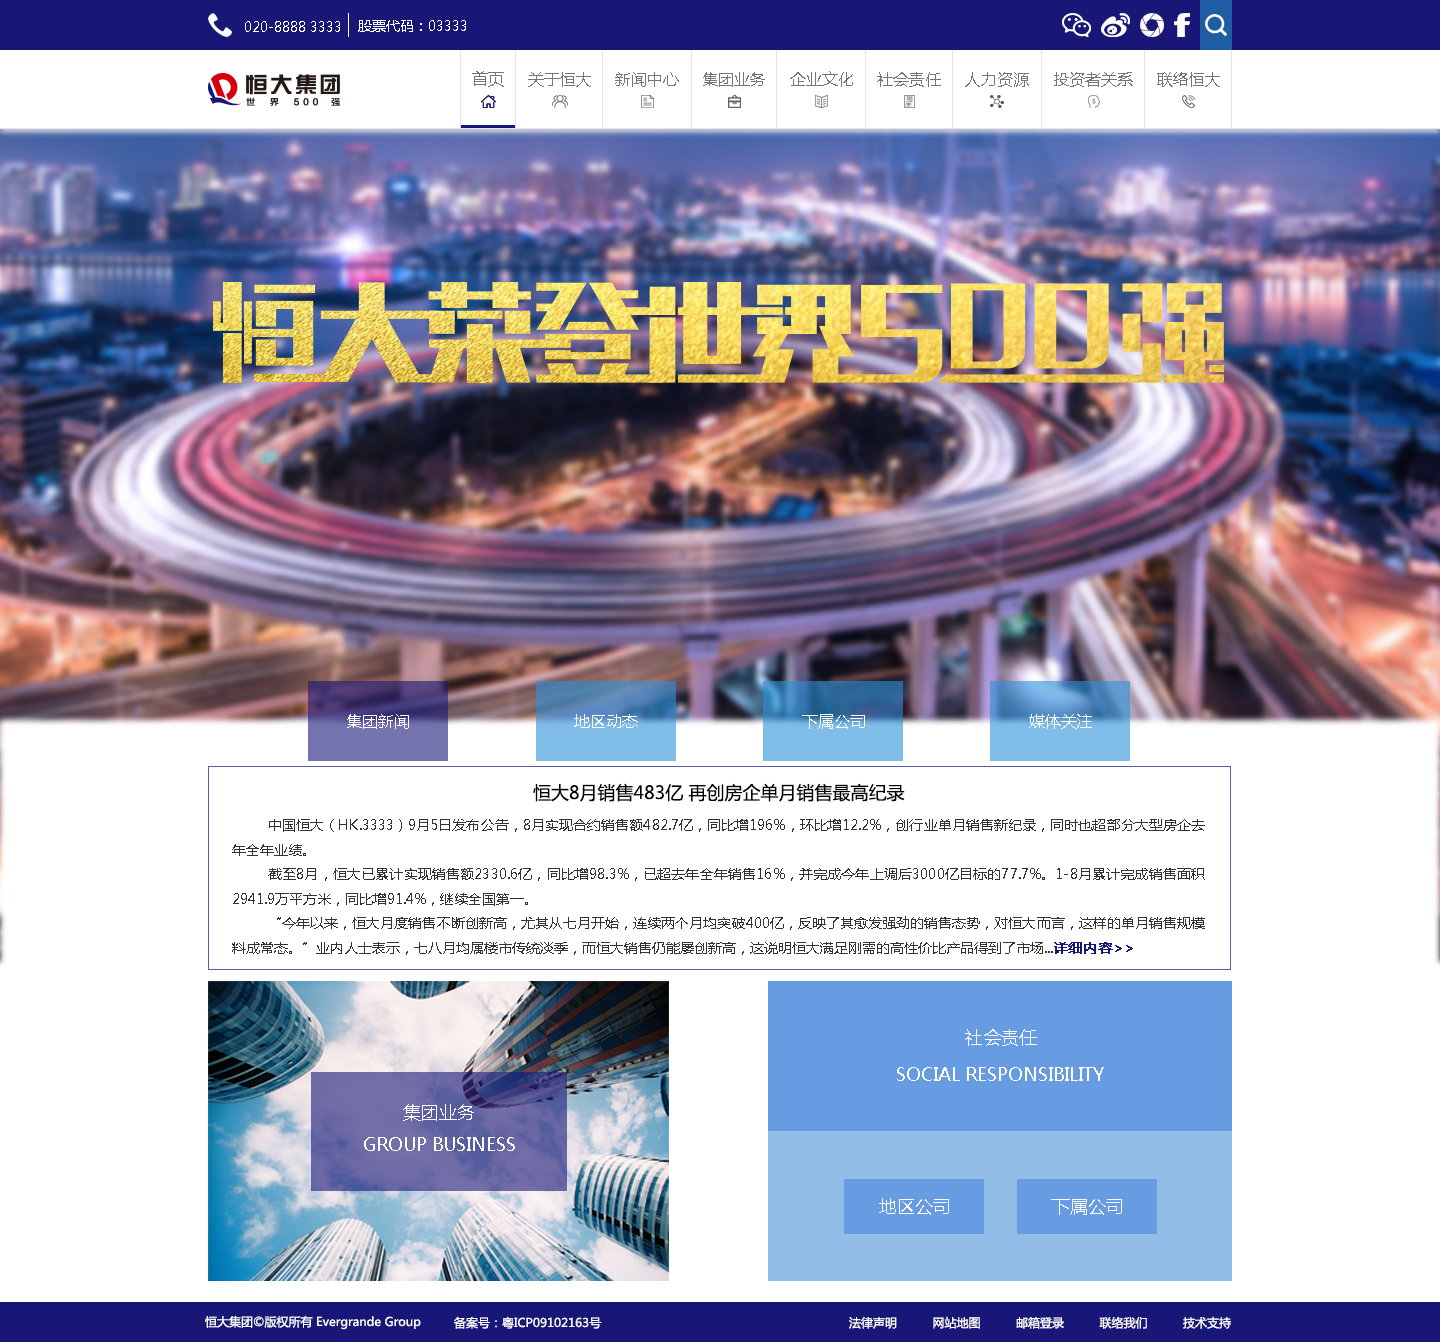 020-8888 3333 股票代码：03333
恒大集团
世界500强
首页 关于恒大 新闻中心 集团业务 企业文化 社会责任 人力资源 投资者关系 联络恒大
恒大荣登世界500强
集团新闻 地区动态 下属公司 媒体关注
恒大8月销售483亿 再创房企单月销售最高纪录
中国恒大（HK.3333）9月5日发布公告，8月实现合约销售额482.7亿，同比增196%，环比增12.2%，创行业单月销售新纪录，同时也超部分大型房企去
年全年业绩。
截至8月，恒大已累计实现销售额2330.6亿，同比增98.3%，已超去年全年销售16%，并完成今年上调后3000亿目标的77.7%。1-8月累计完成销售面积
2941.9万平方米，同比增91.4%，继续全国第一。
“今年以来，恒大月度销售不断创新高，尤其从七月开始，连续两个月均突破400亿，反映了其愈发强劲的销售态势，对恒大而言，这样的单月销售规模
料成常态。”业内人士表示，七八月均属楼市传统淡季，而恒大销售仍能屡创新高，这说明恒大满足刚需的高性价比产品得到了市场...详细内容>>
集团业务
GROUP BUSINESS
社会责任
SOCIAL RESPONSIBILITY
地区公司 下属公司
恒大集团©版权所有 Evergrande Group 备案号：粤ICP09102163号 法律声明 网站地图 邮箱登录 联络我们 技术支持